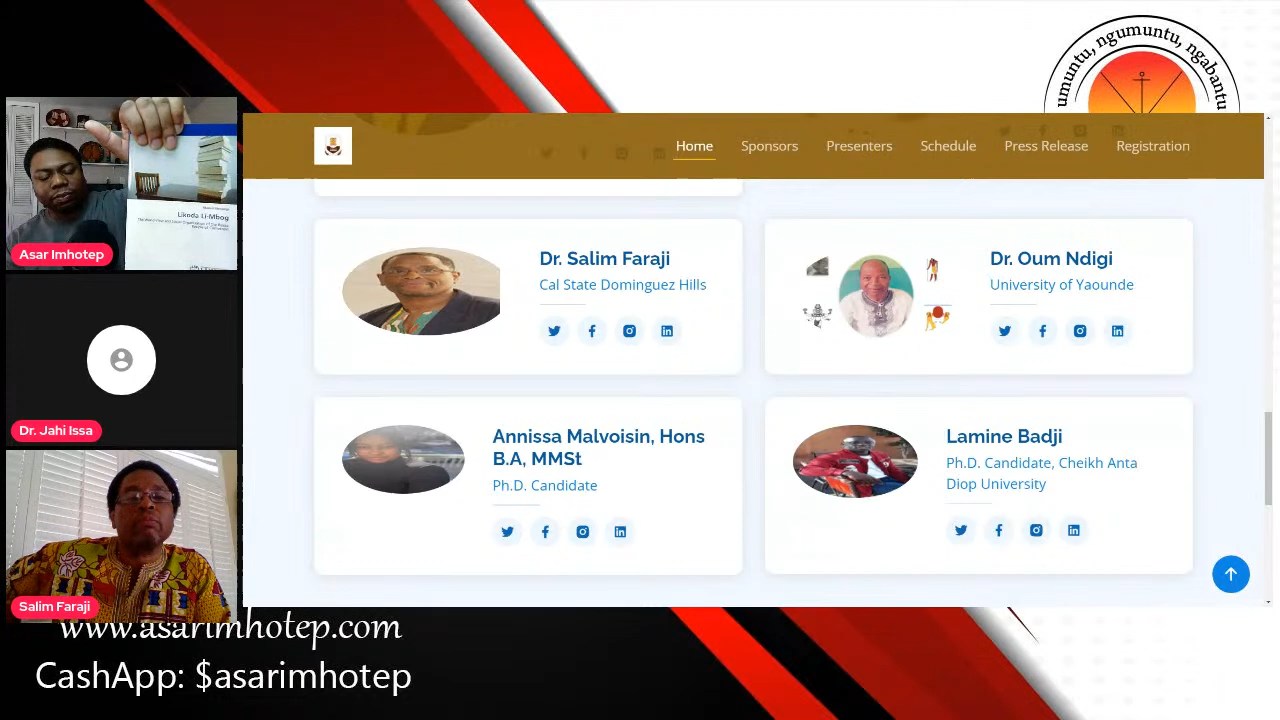 umuntu, ngumuntu, ngabantu
Home
Sponsors
Presenters
Schedule
Press Release
Registration
Likoda Li-Mbog
Asar Imhotep
Dr. Salim Faraji
Cal State Dominguez Hills
Dr. Oum Ndigi
University of Yaounde
Dr. Jahi Issa
Annissa Malvoisin, Hons
B.A, MMSt
Ph.D. Candidate
Lamine Badji
Ph.D. Candidate, Cheikh Anta
Diop University
Salim Faraji
www.asarimhotep.com
CashApp: $asarimhotep